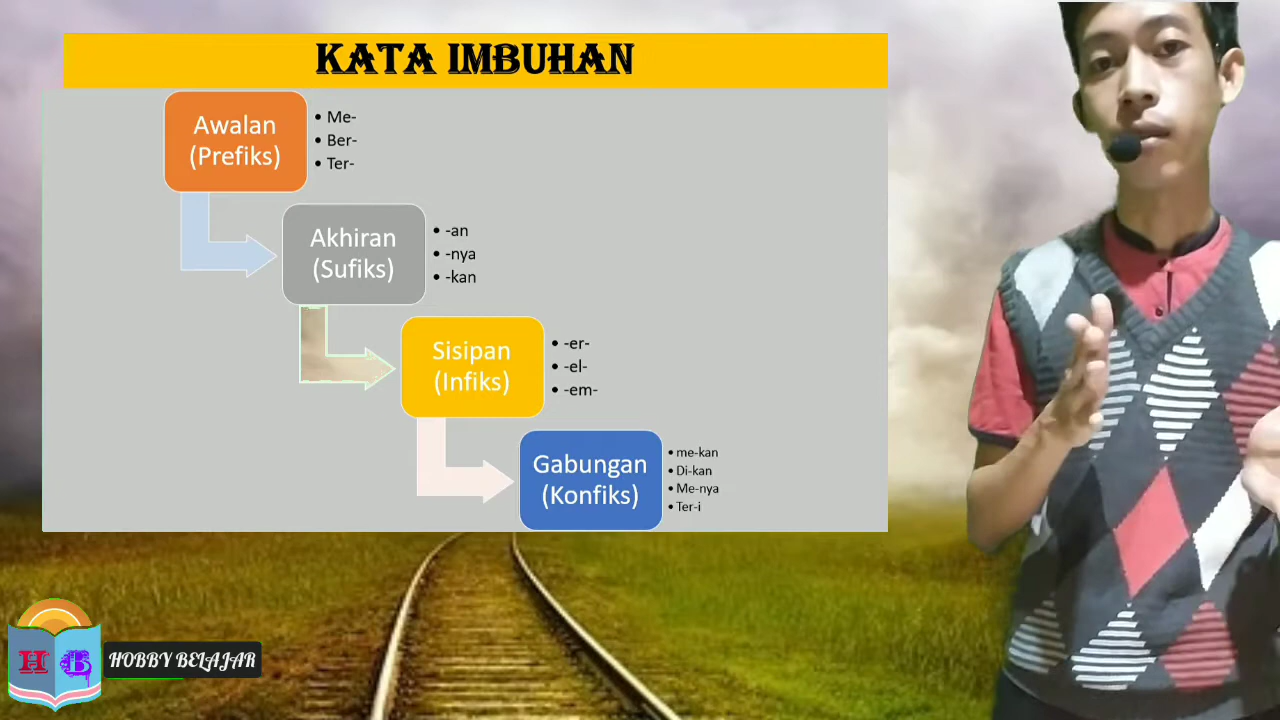 KATA IMBUHAN
Awalan
(Prefiks)
• Me-
• Ber-
• Ter-
Akhiran
(Sufiks)
• -an
• -nya
• -kan
Sisipan
(Infiks)
• -er-
• -el-
• -em-
Gabungan
(Konfiks)
• me-kan
• Di-kan
• Me-nya
• Ter-i
H B
HOBBY BELAJAR